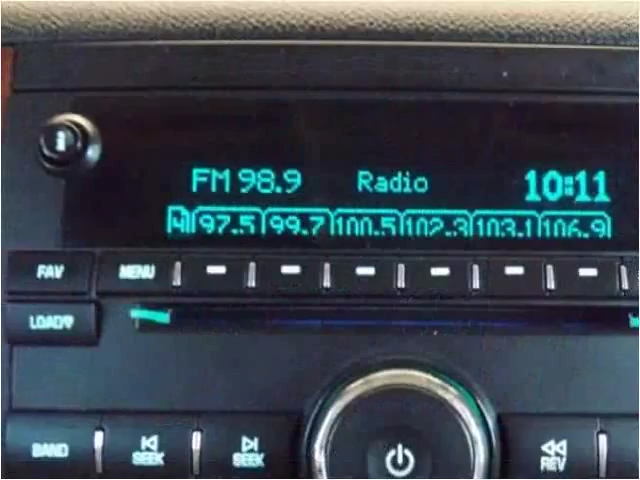 FM 98.9 Radio 10:11
4 97.5 99.7 100.5 102.3 103.1 106.9
FAV MENU
LOAD
BAND SEEK SEEK REV